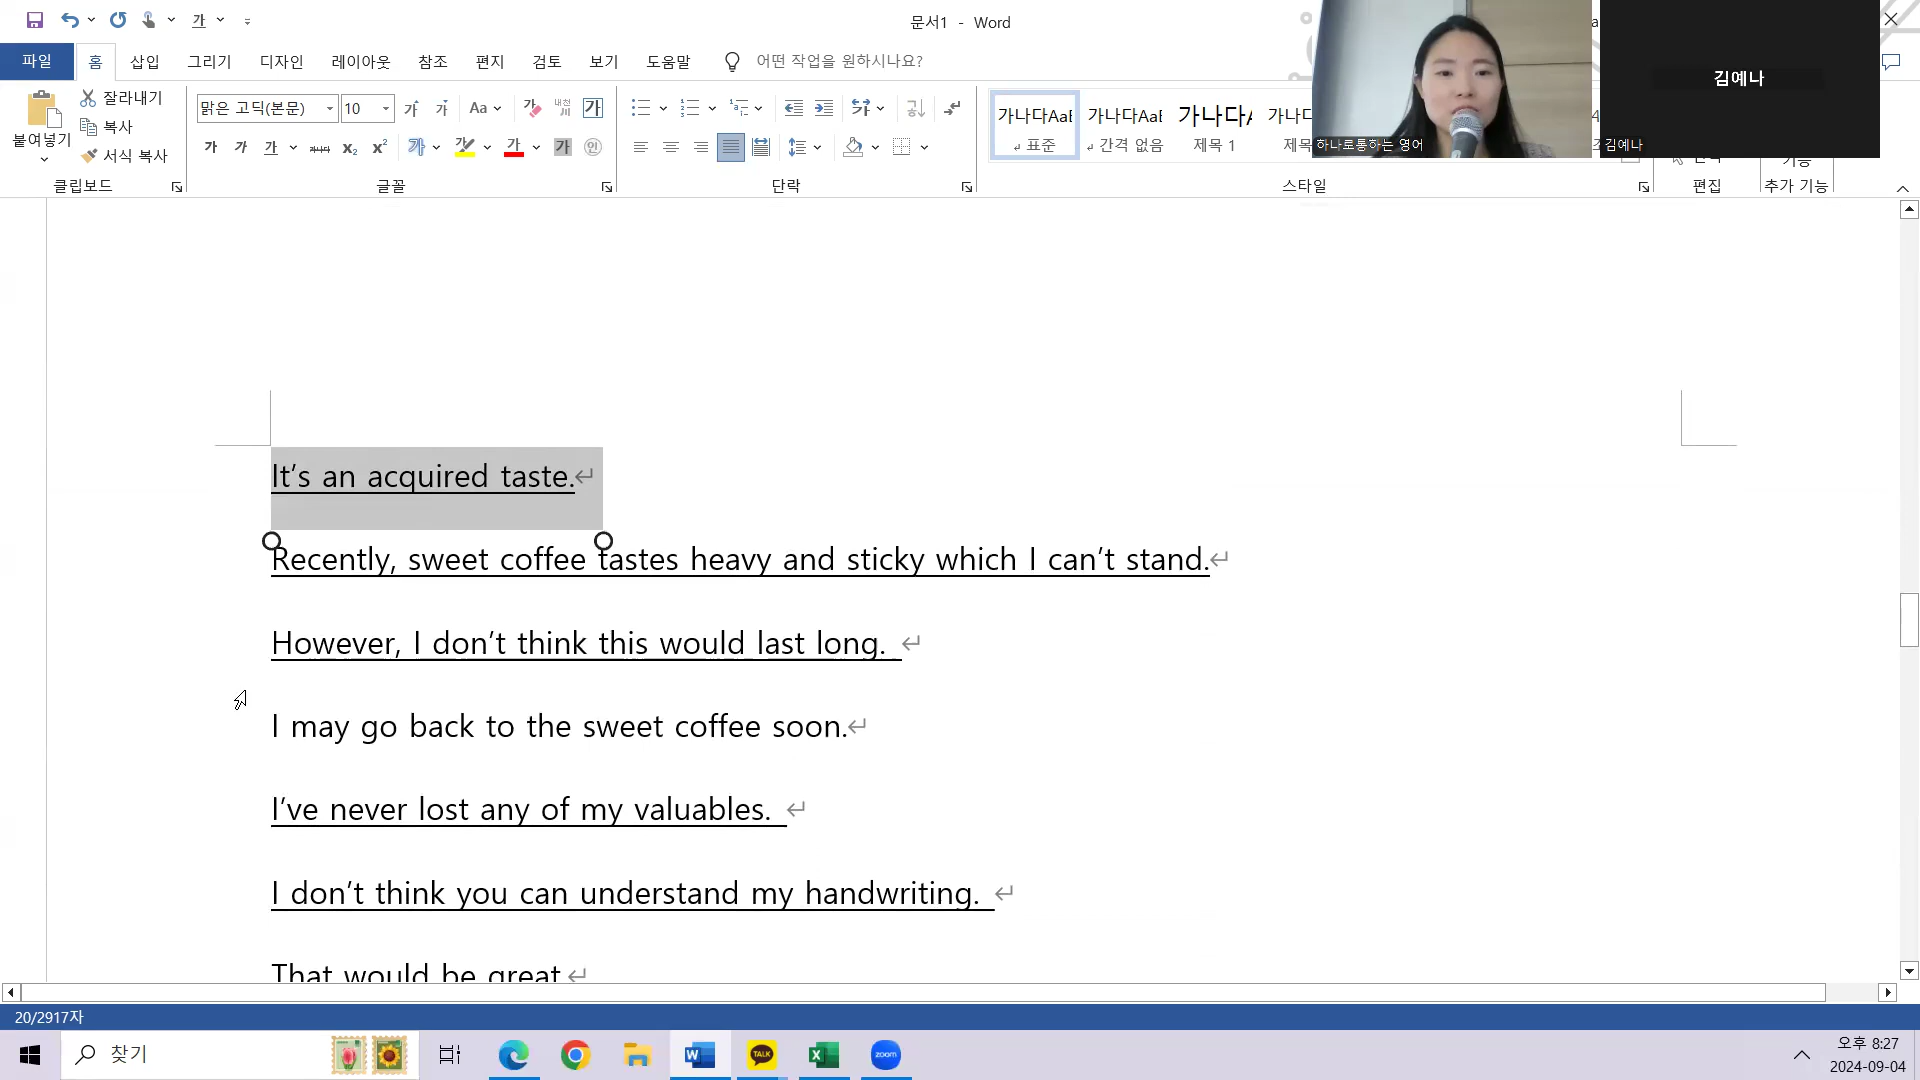 문서1 - Word
파일 홈 삽입 그리기 디자인 레이아웃 참조 편지 검토 보기 도움말 어떤 작업을 원하시나요?
붙여넣기
잘라내기
복사
서식 복사
클립보드
맑은 고딕(본문) 10
글꼴
단락
가나다AaI
표준
가나다AaI
간격 없음
가나다
제목 1
가나다
제목
스타일
편집
기능
추가 기능
하나로통하는 영어
김예나
김예나
It's an acquired taste.
Recently, sweet coffee tastes heavy and sticky which I can't stand.
However, I don't think this would last long.
I may go back to the sweet coffee soon.
I've never lost any of my valuables.
I don't think you can understand my handwriting.
That would be great
20/2917자
찾기
TALK
zoom
오후 8:27
2024-09-04